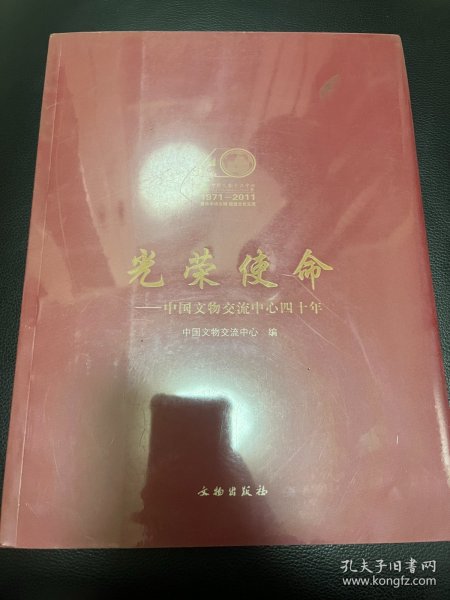 1971—2011
光荣使命
——中国文物交流中心四十年
中国文物交流中心 编
文物出版社
孔夫子旧书网
www.kongfz.com